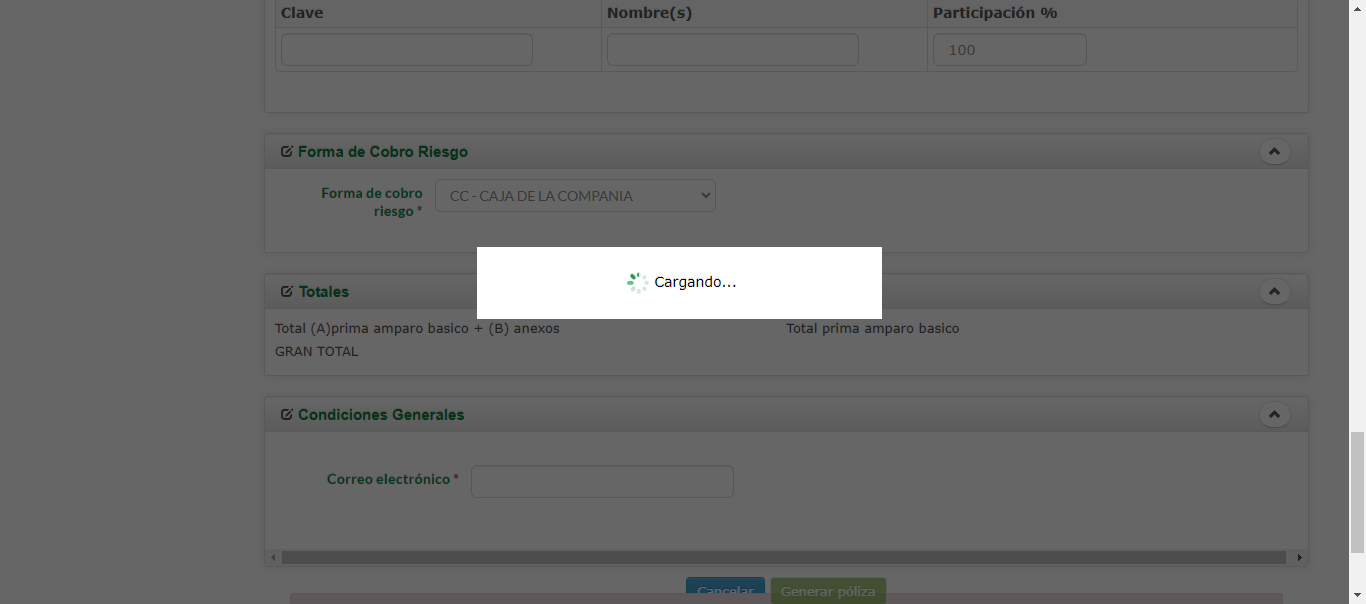 Clave Nombre(s) Participación %
100
Forma de Cobro Riesgo
Forma de cobro
riesgo * CC - CAJA DE LA COMPANIA
Cargando...
Totales
Total (A)prima amparo basico + (B) anexos Total prima amparo basico
GRAN TOTAL
Condiciones Generales
Correo electrónico *
Cancelar Generar póliza